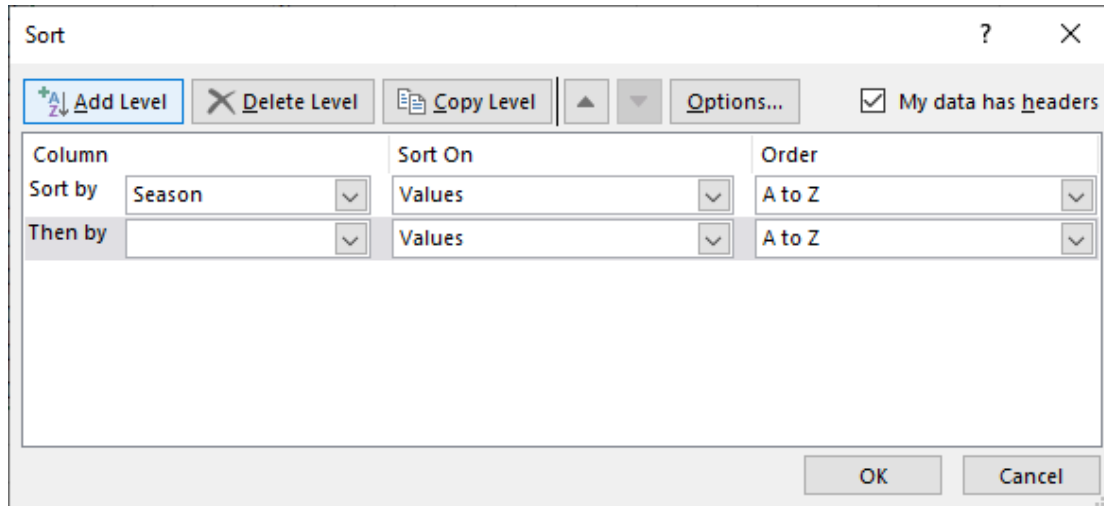 Sort ?
Add Level Delete Level Copy Level Options... My data has headers
Column Sort On Order
Sort by Season Values A to Z
Then by Values A to Z
OK Cancel